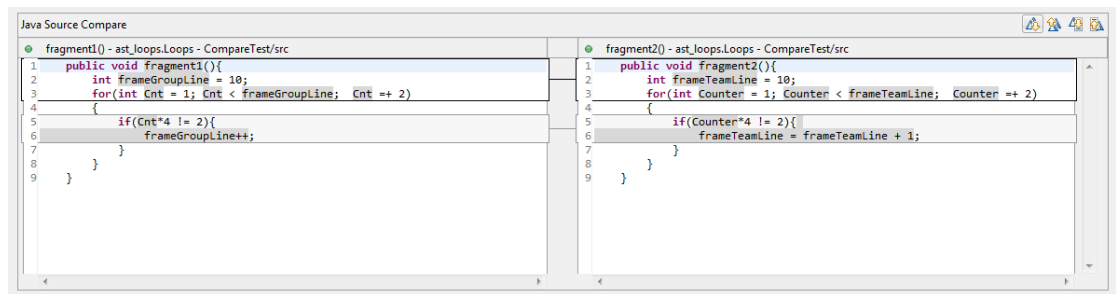 Java Source Compare
fragment1() - ast_loops.Loops - CompareTest/src
1 public void fragment1(){
2 int frameGroupLine = 10;
3 for(int Cnt = 1; Cnt < frameGroupLine;  Cnt =+ 2)
4 {
5 if(Cnt*4 != 2){
6 frameGroupLine++;
7 }
8 }
9 }
fragment2() - ast_loops.Loops - CompareTest/src
1 public void fragment2(){
2 int frameTeamLine = 10;
3 for(int Counter = 1; Counter < frameTeamLine;  Counter =+ 2)
4 {
5 if(Counter*4 != 2){
6 frameTeamLine = frameTeamLine + 1;
7 }
8 }
9 }